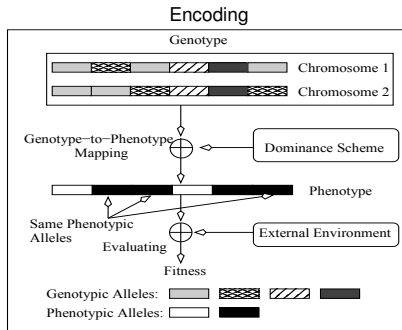 Encoding
Genotype
Chromosome 1
Chromosome 2
Genotype-to-Phenotype
Mapping
Dominance Scheme
Phenotype
Same Phenotypic
Alleles
Evaluating
External Environment
Fitness
Genotypic Alleles:
Phenotypic Alleles: